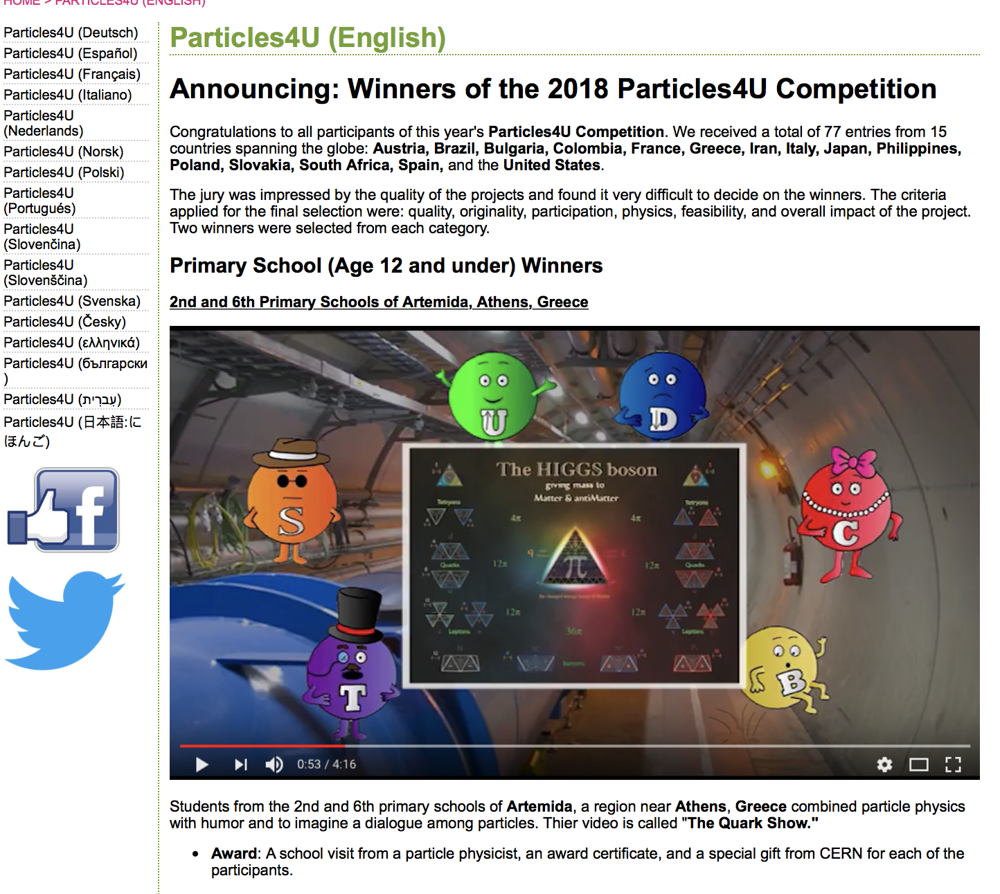 HOME > PARTICLES4U (ENGLISH)
Particles4U (Deutsch)
Particles4U (Español)
Particles4U (Français)
Particles4U (Italiano)
Particles4U
(Nederlands)
Particles4U (Norsk)
Particles4U (Polski)
Particles4U
(Portugués)
Particles4U
(Slovenčina)
Particles4U
(Slovenščina)
Particles4U (Svenska)
Particles4U (Česky)
Particles4U (ελληνικά)
Particles4U (български
)
Particles4U (עִברִית)
Particles4U (日本語:に
ほんご)
f
Particles4U (English)
Announcing: Winners of the 2018 Particles4U Competition
Congratulations to all participants of this year's Particles4U Competition. We received a total of 77 entries from 15
countries spanning the globe: Austria, Brazil, Bulgaria, Colombia, France, Greece, Iran, Italy, Japan, Philippines,
Poland, Slovakia, South Africa, Spain, and the United States.
The jury was impressed by the quality of the projects and found it very difficult to decide on the winners. The criteria
applied for the final selection were: quality, originality, participation, physics, feasibility, and overall impact of the project.
Two winners were selected from each category.
Primary School (Age 12 and under) Winners
2nd and 6th Primary Schools of Artemida, Athens, Greece
U
D
S
C
T
B
The HIGGS boson
giving mass to
Matter & antiMatter
Tetryons
Tetryons
4π
4π
q
π
Quarks
12π
12π
Quarks
12π
12π
Leptons
36π
Leptons
Baryons
0:53 / 4:16
Students from the 2nd and 6th primary schools of Artemida, a region near Athens, Greece combined particle physics
with humor and to imagine a dialogue among particles. Thier video is called "The Quark Show."
• Award: A school visit from a particle physicist, an award certificate, and a special gift from CERN for each of the
participants.